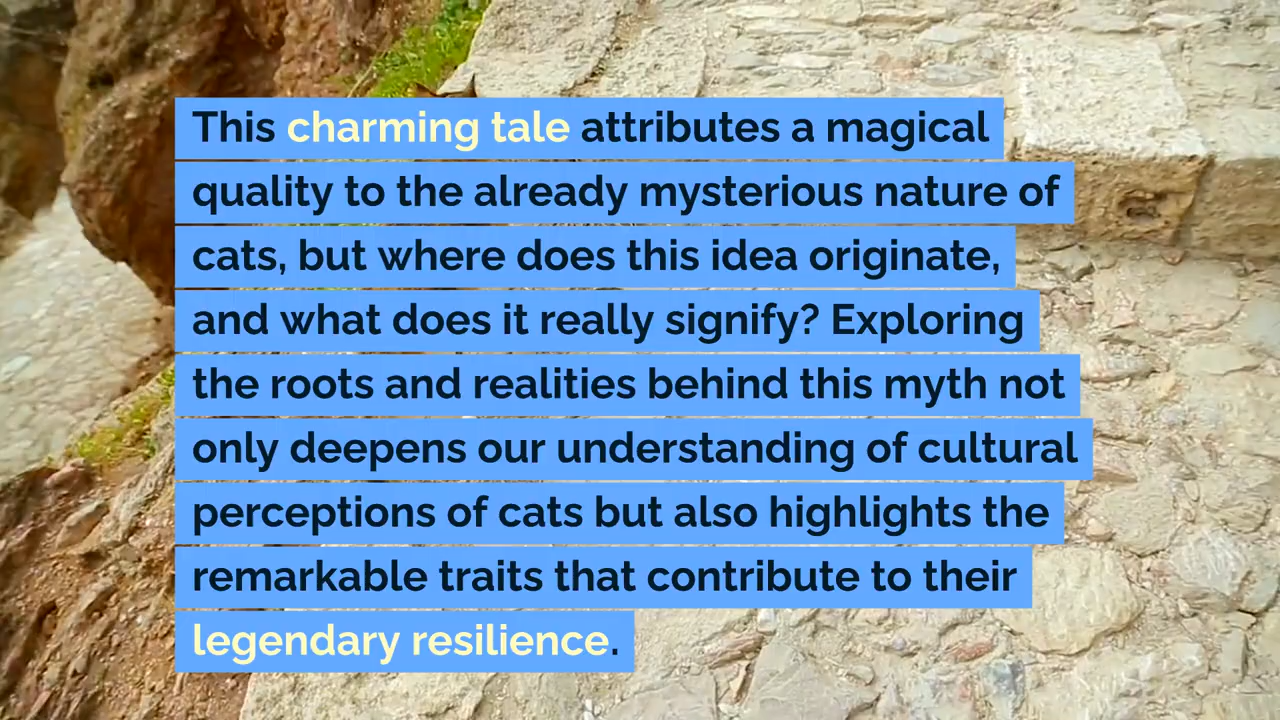 This charming tale attributes a magical
quality to the already mysterious nature of
cats, but where does this idea originate,
and what does it really signify? Exploring
the roots and realities behind this myth not
only deepens our understanding of cultural
perceptions of cats but also highlights the
remarkable traits that contribute to their
legendary resilience.